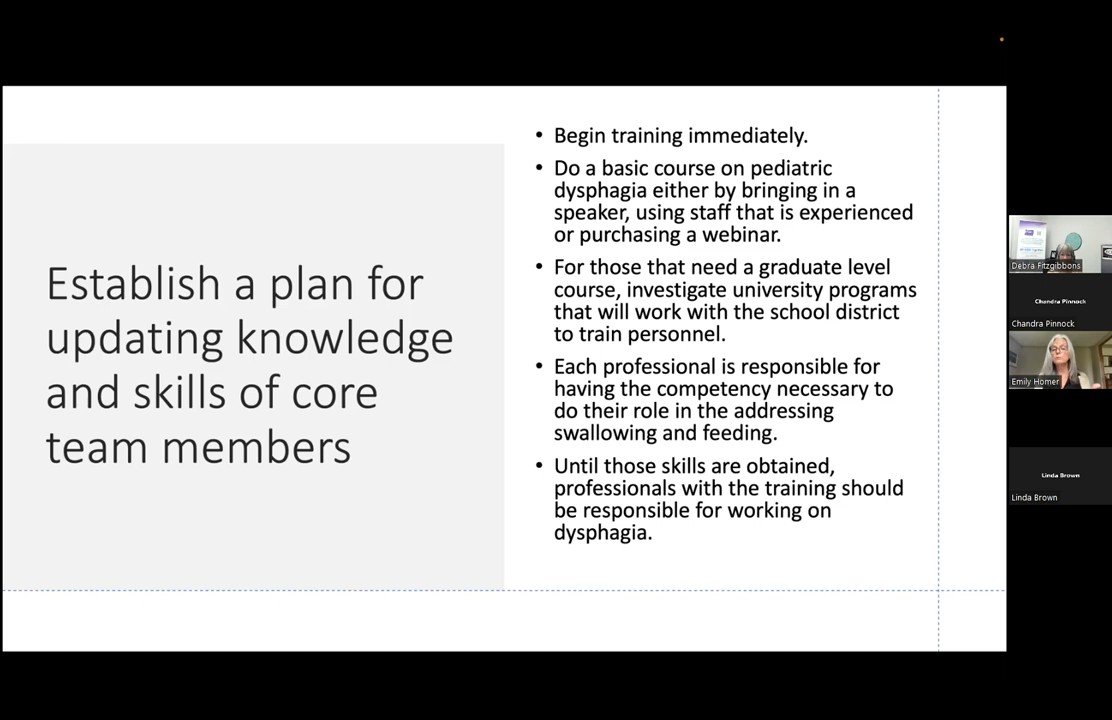 Establish a plan for
updating knowledge
and skills of core
team members
• Begin training immediately.
• Do a basic course on pediatric
dysphagia either by bringing in a
speaker, using staff that is experienced
or purchasing a webinar.
• For those that need a graduate level
course, investigate university programs
that will work with the school district
to train personnel.
• Each professional is responsible for
having the competency necessary to
do their role in the addressing
swallowing and feeding.
• Until those skills are obtained,
professionals with the training should
be responsible for working on
dysphagia.
Debra Fitzgibbons
Chandra Pinnock
Chandra Pinnock
Emily Homer
Linda Brown
Linda Brown